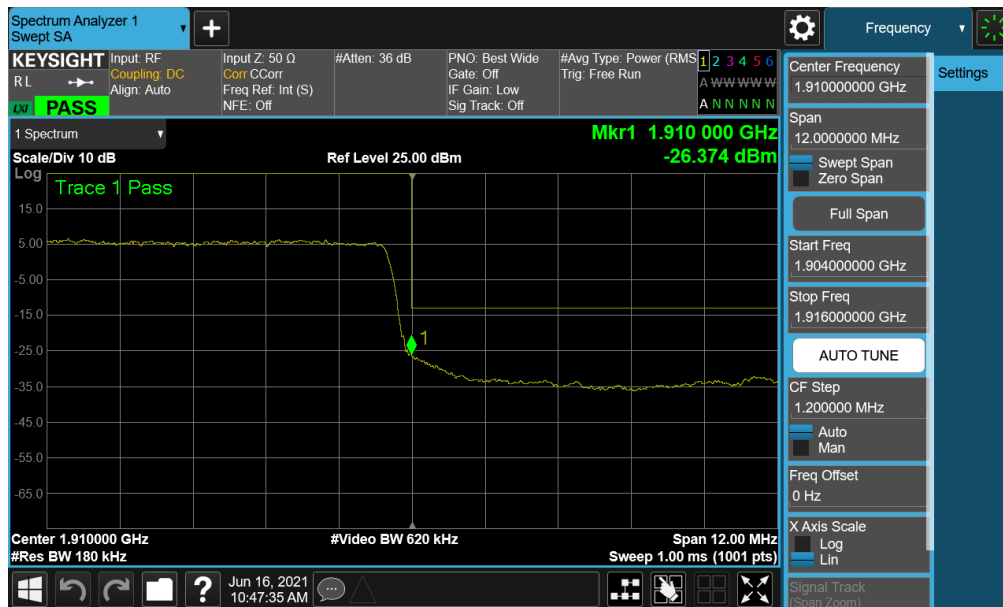 Spectrum Analyzer 1
Swept SA
+
Frequency
Settings
KEYSIGHT
RL
LXI
PASS
Input: RF
Coupling: DC
Align: Auto
Input Z: 50 Ω
Corr CCorr
Freq Ref: Int (S)
NFE: Off
#Atten: 36 dB
PNO: Best Wide
Gate: Off
IF Gain: Low
Sig Track: Off
#Avg Type: Power (RMS
Trig: Free Run
1 2 3 4 5 6
A W W W W W
A N N N N N
1 Spectrum
Scale/Div 10 dB
Ref Level 25.00 dBm
Mkr1 1.910 000 GHz
-26.374 dBm
Log
Trace 1 Pass
15.0
5.00
-5.00
-15.0
-25.0
-35.0
-45.0
-55.0
-65.0
1
Center 1.910000 GHz
#Res BW 180 kHz
#Video BW 620 kHz
Span 12.00 MHz
Sweep 1.00 ms (1001 pts)
Center Frequency
1.910000000 GHz
Span
12.0000000 MHz
Swept Span
Zero Span
Full Span
Start Freq
1.904000000 GHz
Stop Freq
1.916000000 GHz
AUTO TUNE
CF Step
1.200000 MHz
Auto
Man
Freq Offset
0 Hz
X Axis Scale
Log
Lin
Signal Track
(Span Zoom)
?
Jun 16, 2021
10:47:35 AM